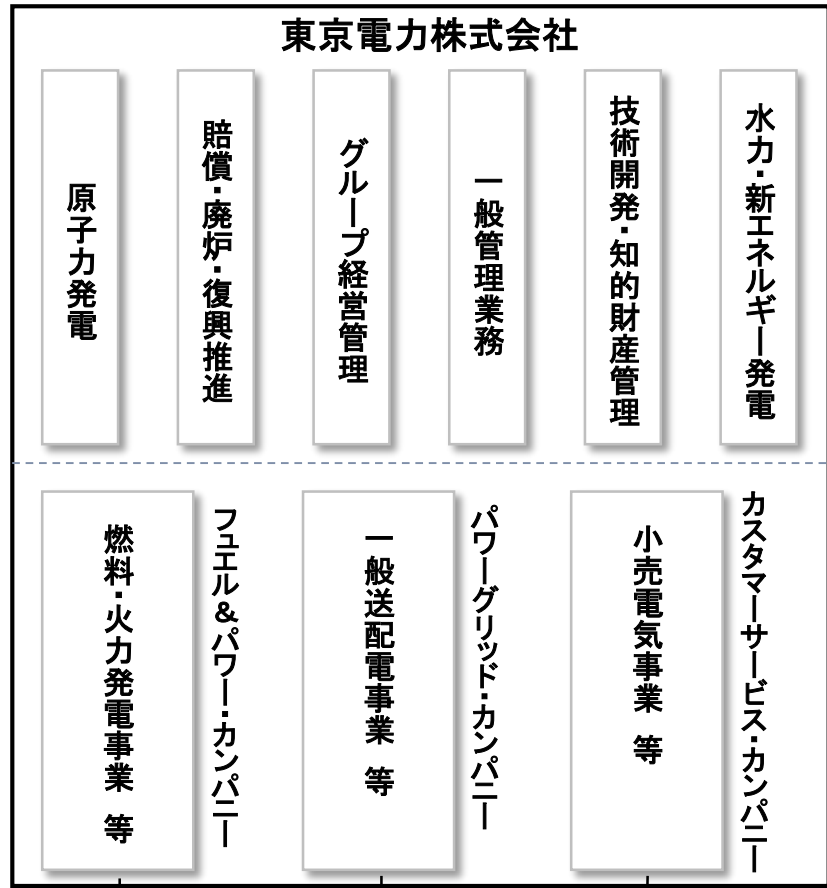 東京電力株式会社
原子力発電
賠償・廃炉・復興推進
グループ経営管理
一般管理業務
技術開発・知的財産管理
水力・新エネルギー発電
燃料・火力発電事業 等
フュエル＆パワー・カンパニー
一般送配電事業 等
パワーグリッド・カンパニー
小売電気事業 等
カスタマーサービス・カンパニー